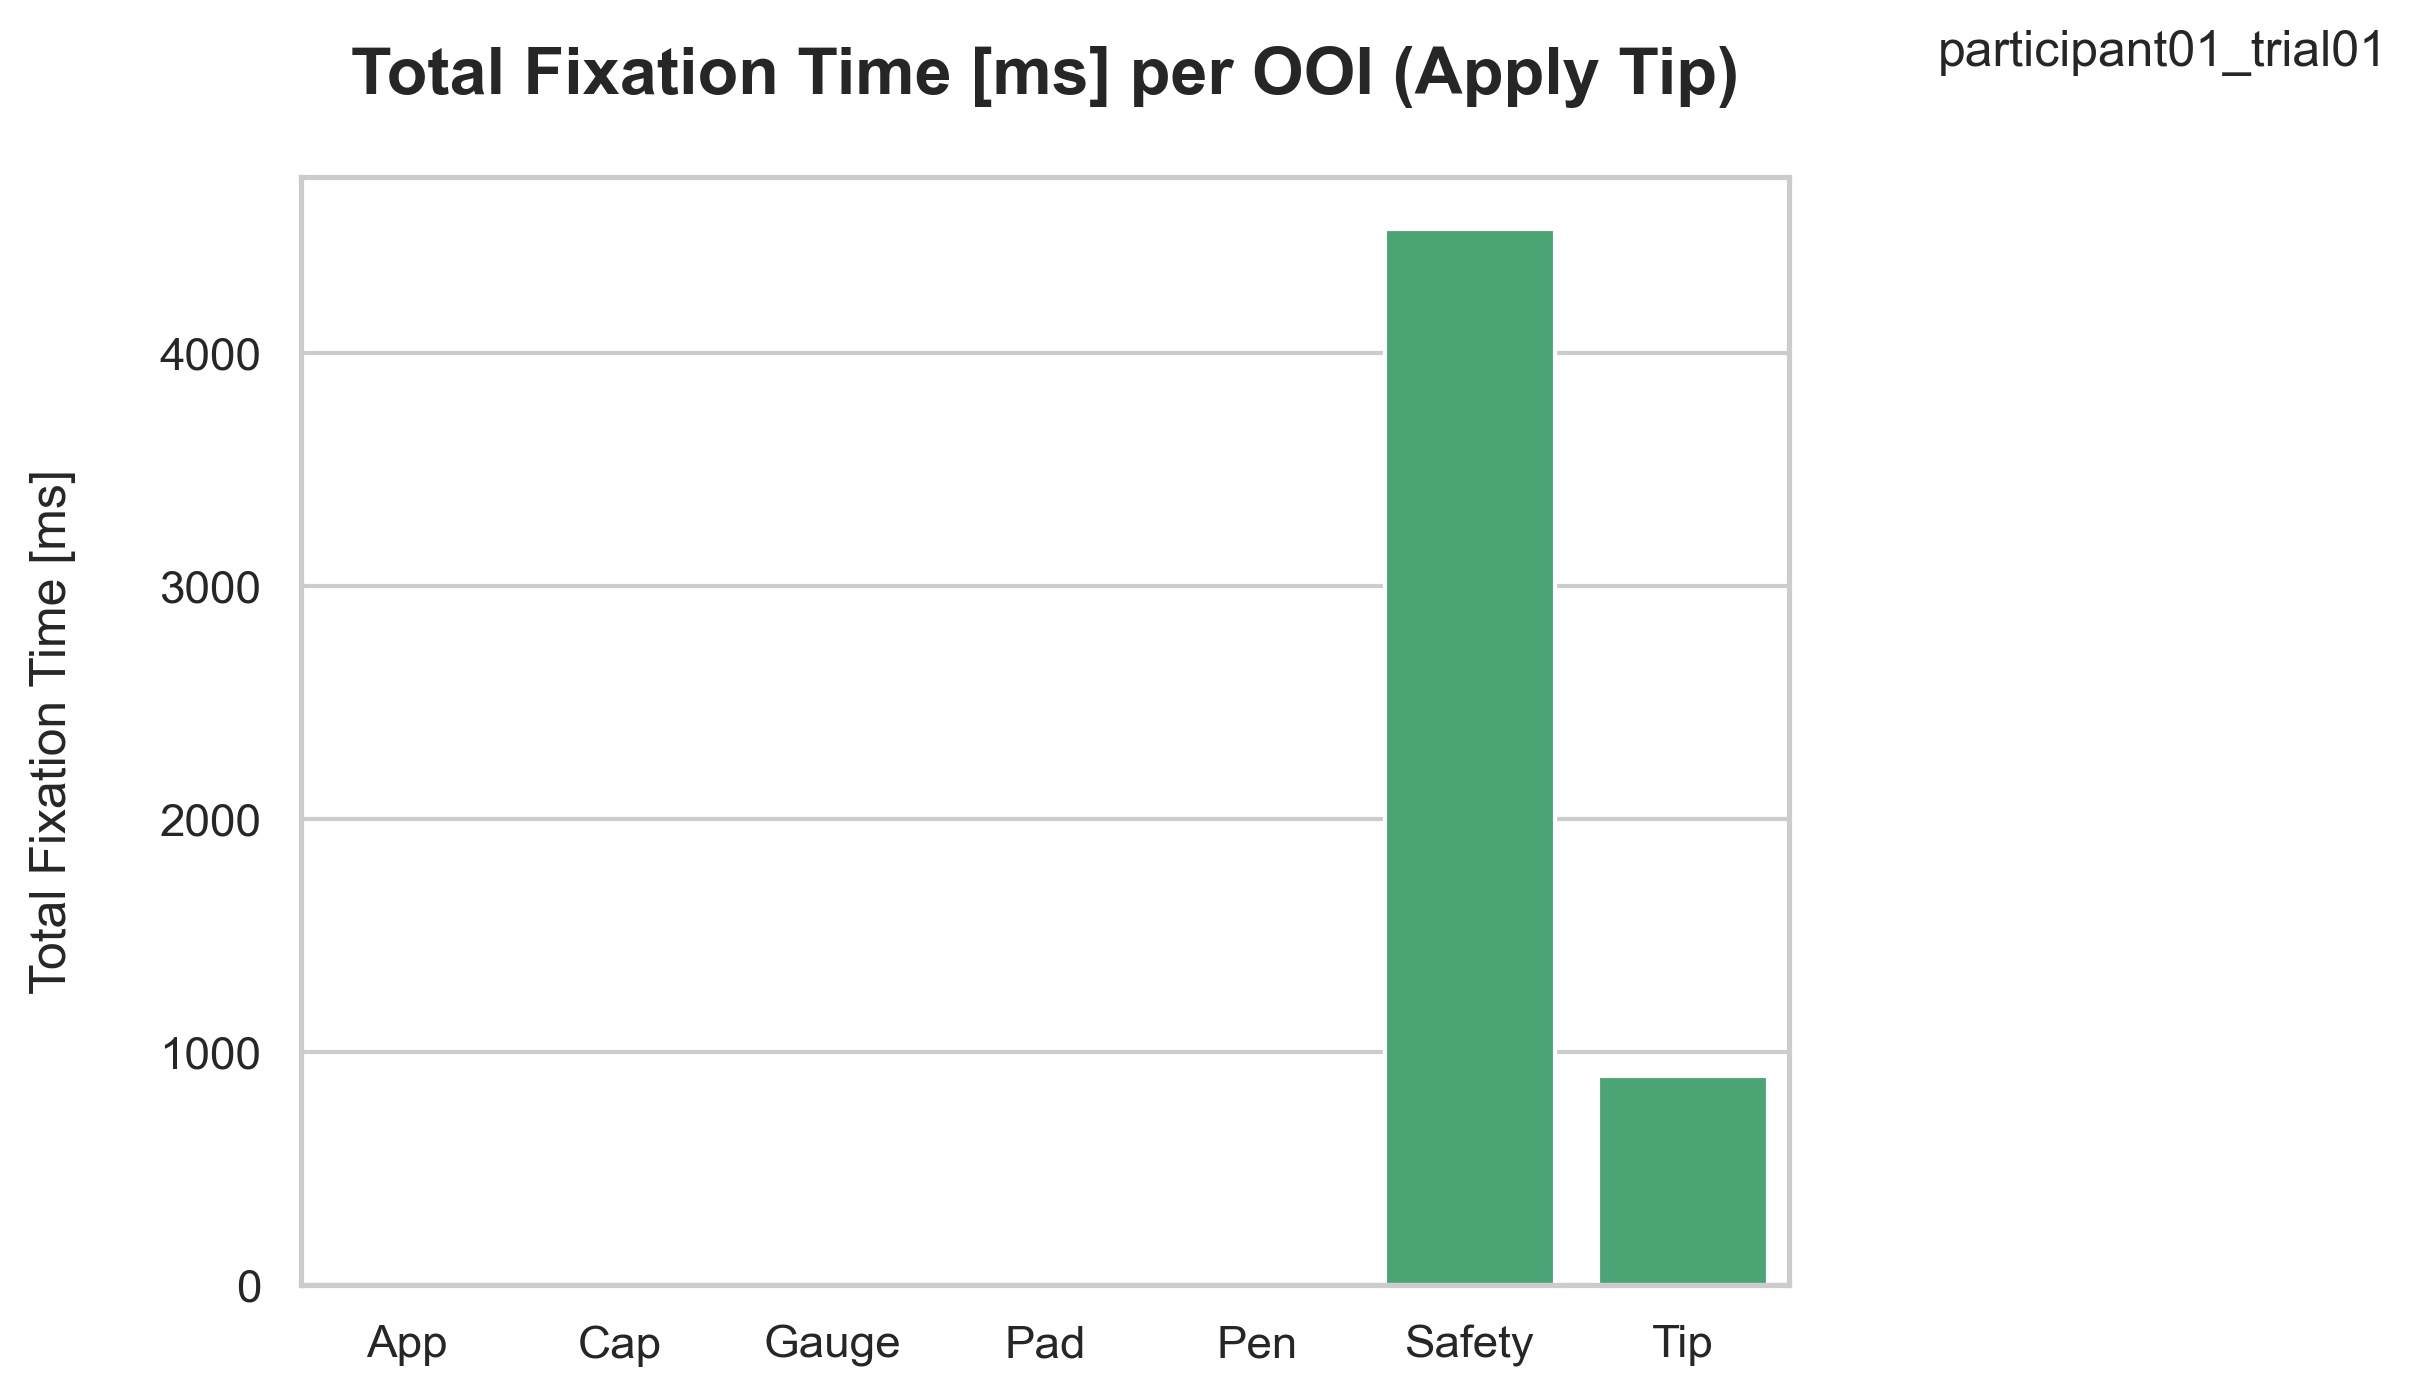 participant01_trial01
Total Fixation Time [ms] per OOI (Apply Tip)
Total Fixation Time [ms]
4000
3000
2000
1000
0
App Cap Gauge Pad Pen Safety Tip